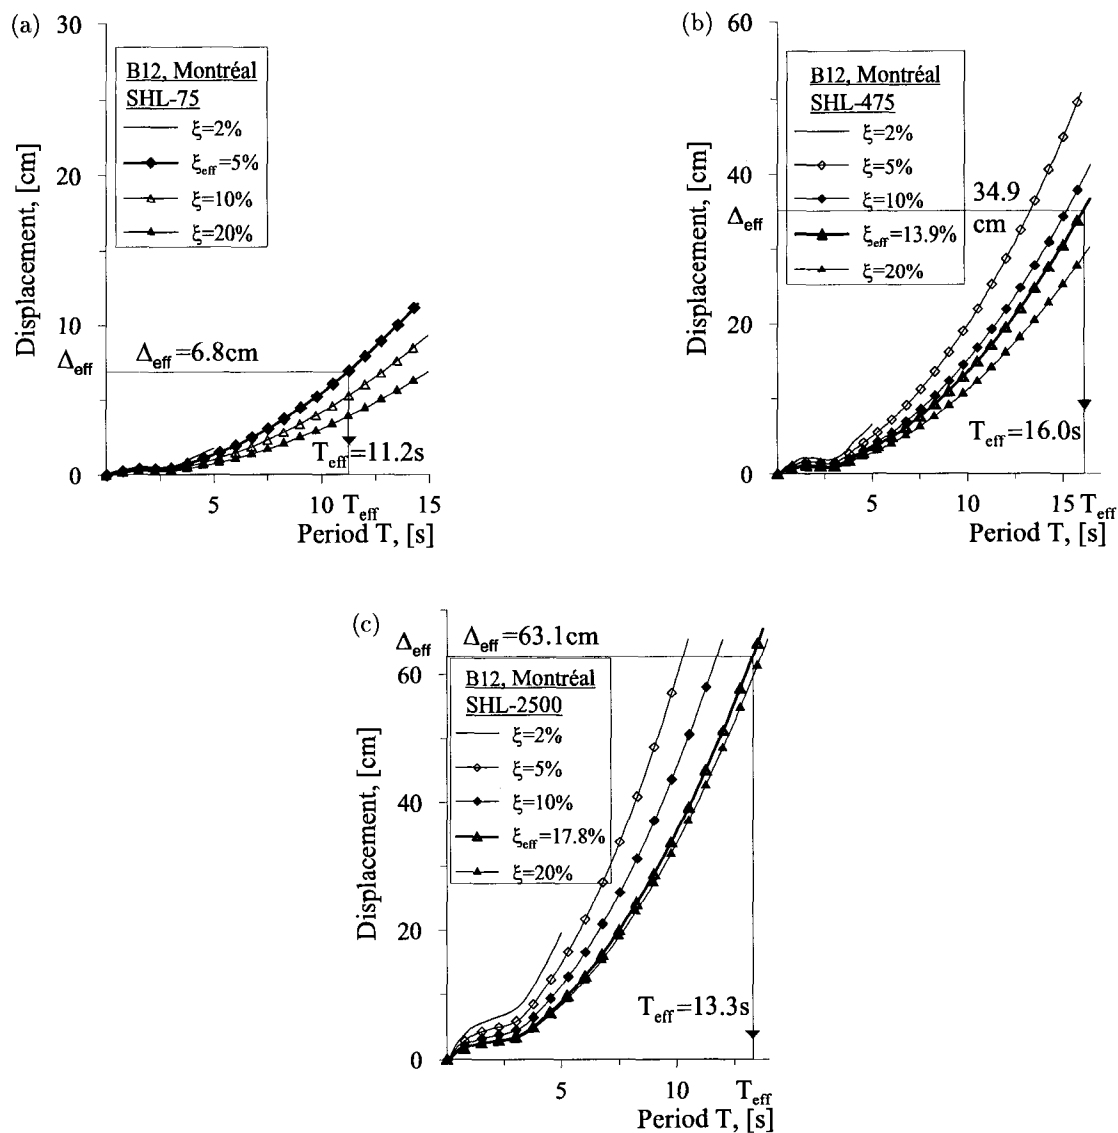 (a)
30
20
10
0
Displacement, [cm]
Δeff
B12, Montréal
SHL-75
ξ=2%
ξeff=5%
ξ=10%
ξ=20%
Δeff=6.8cm
Teff=11.2s
5
10
Teff
15
Period T, [s]
(b)
60
40
20
0
Displacement, [cm]
Δeff
B12, Montréal
SHL-475
ξ=2%
ξ=5%
ξ=10%
ξeff=13.9%
ξ=20%
34.9
cm
Teff=16.0s
5
10
15
Teff
Period T, [s]
(c)
Δeff
60
40
20
0
Displacement, [cm]
Δeff=63.1cm
B12, Montréal
SHL-2500
ξ=2%
ξ=5%
ξ=10%
ξeff=17.8%
ξ=20%
Teff=13.3s
5
10
Teff
Period T, [s]